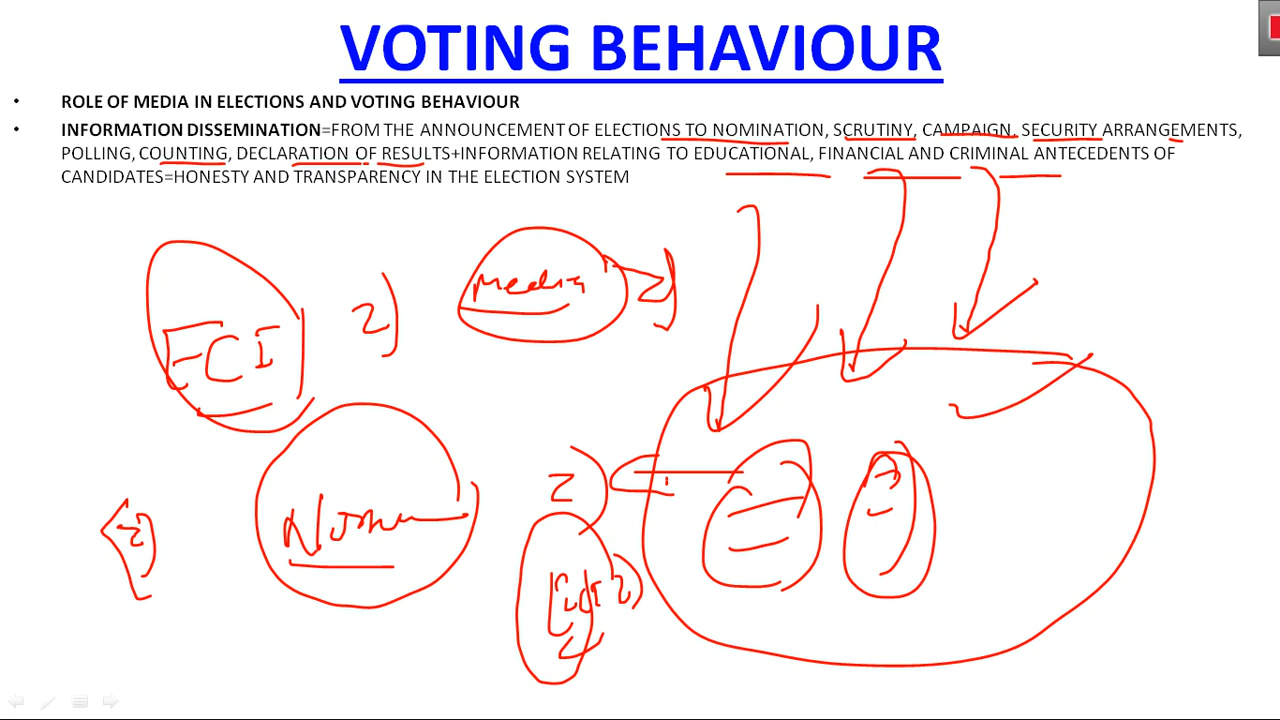 VOTING BEHAVIOUR
• ROLE OF MEDIA IN ELECTIONS AND VOTING BEHAVIOUR
• INFORMATION DISSEMINATION=FROM THE ANNOUNCEMENT OF ELECTIONS TO NOMINATION, SCRUTINY, CAMPAIGN, SECURITY ARRANGEMENTS,
POLLING, COUNTING, DECLARATION OF RESULTS+INFORMATION RELATING TO EDUCATIONAL, FINANCIAL AND CRIMINAL ANTECEDENTS OF
CANDIDATES=HONESTY AND TRANSPARENCY IN THE ELECTION SYSTEM
Media
ECI